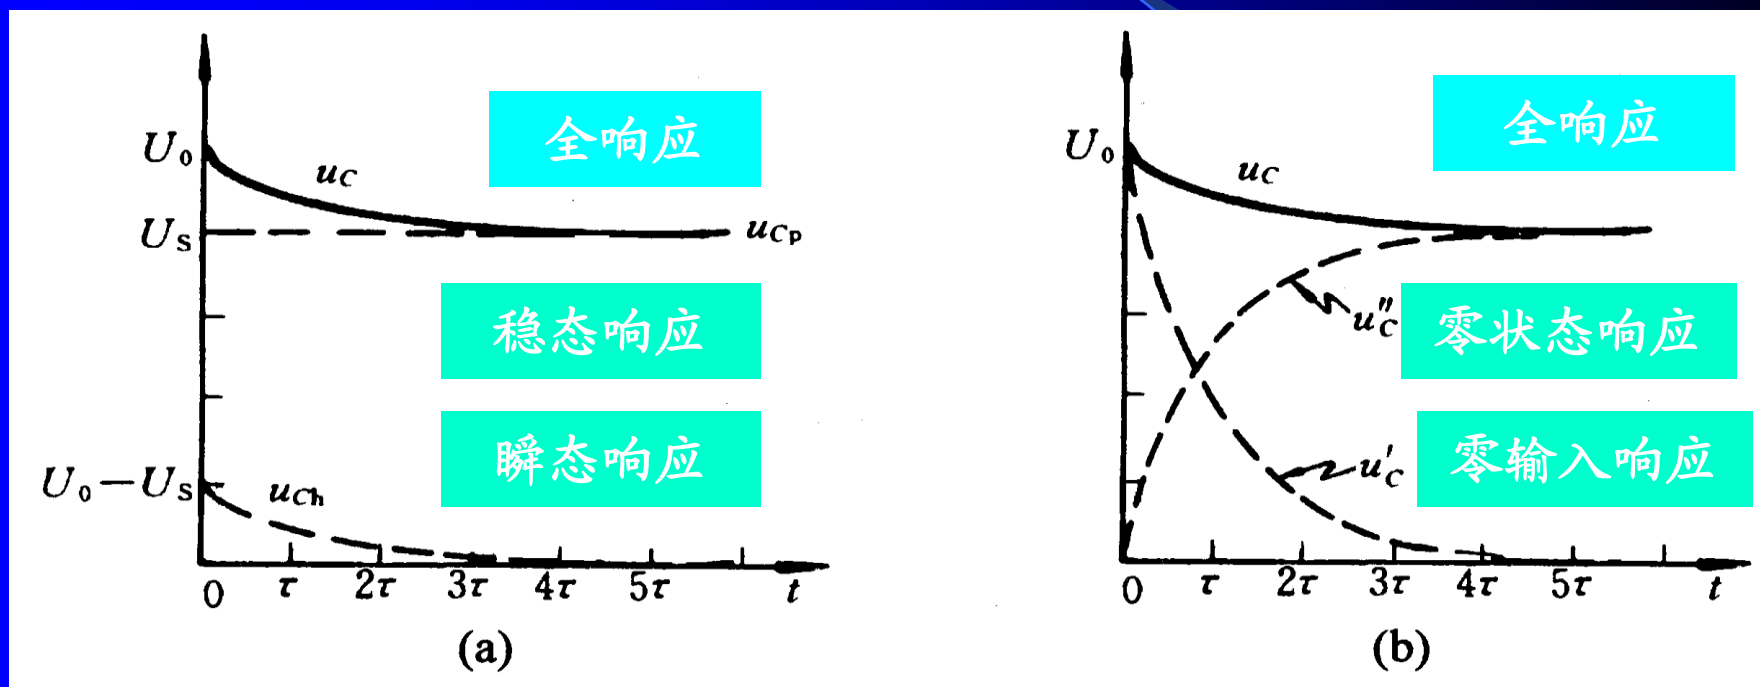 全响应
U₀
u_C
U_S
u_Cp
稳态响应
瞬态响应
U₀−U_S
u_Ch
0 τ 2τ 3τ 4τ 5τ t
(a)
全响应
U₀
u_C
u″_C
零状态响应
u′_C
零输入响应
0 τ 2τ 3τ 4τ 5τ t
(b)